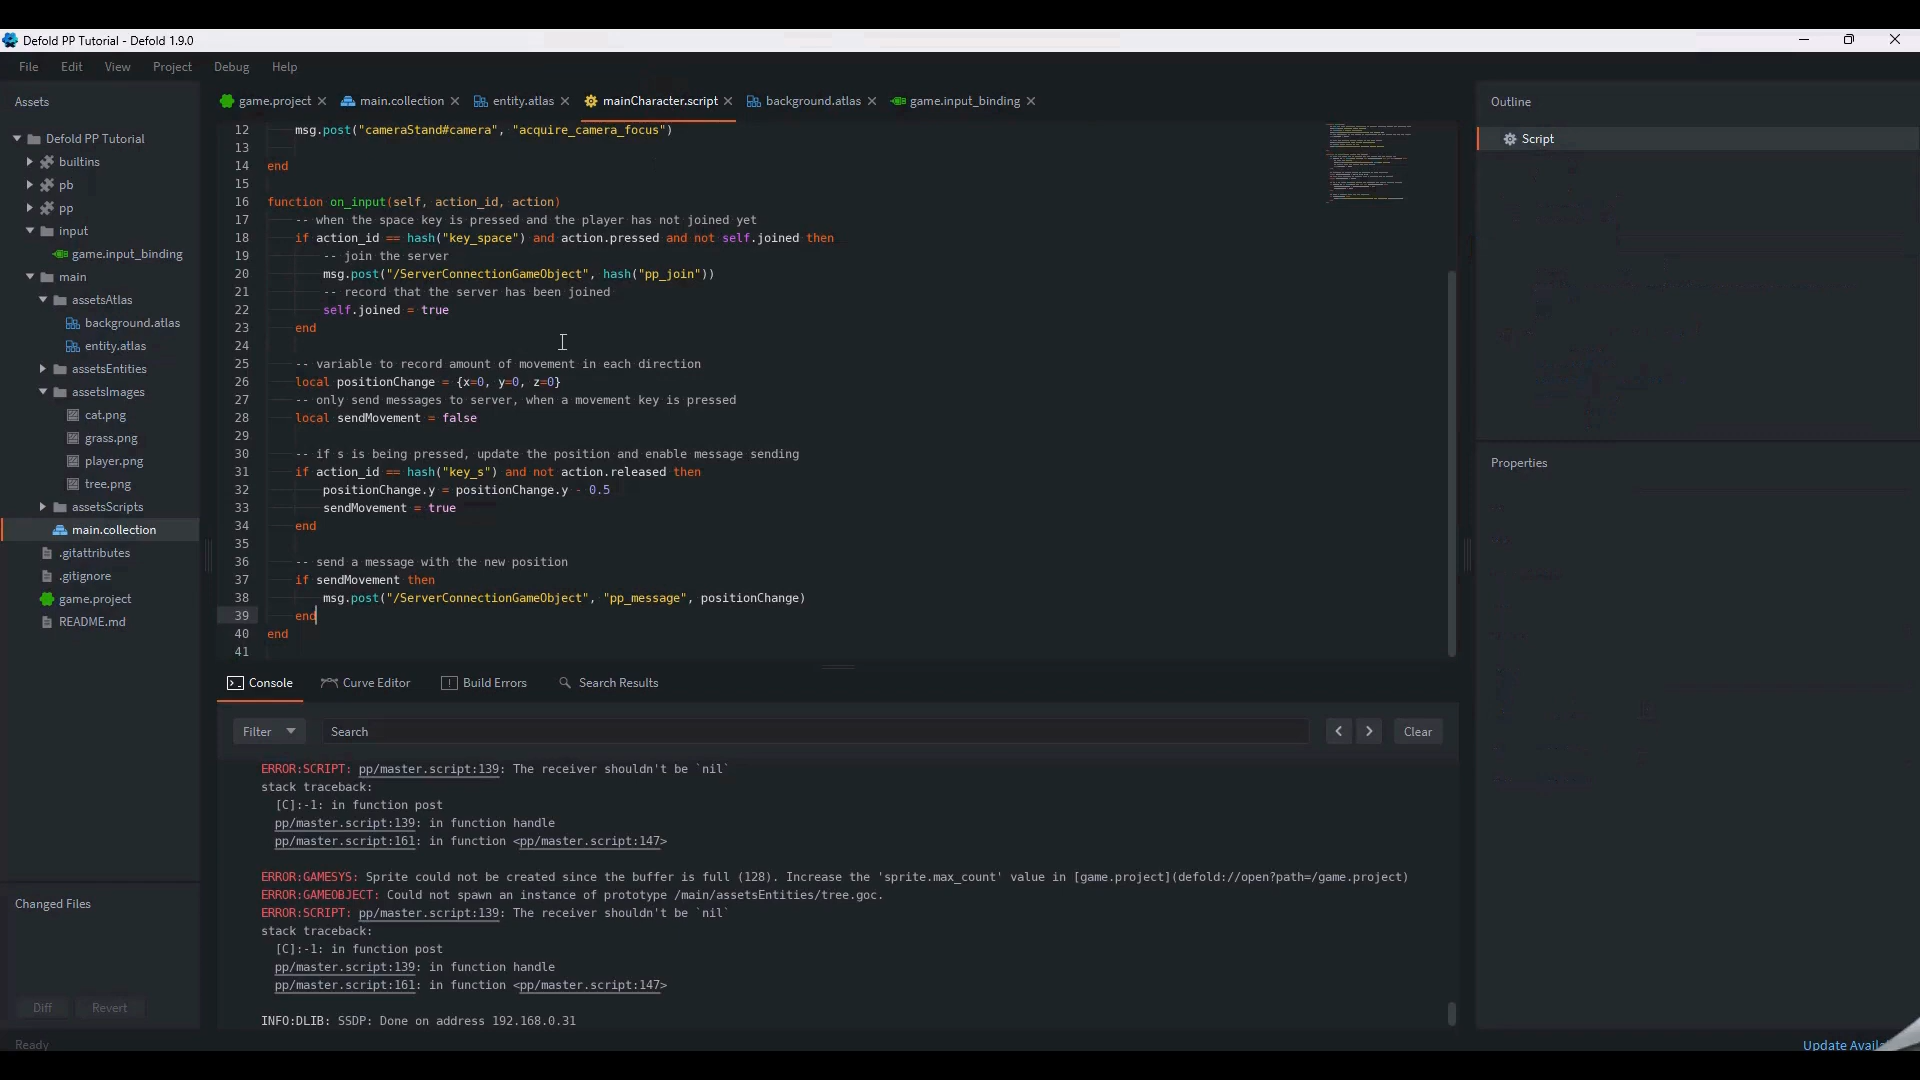 Defold PP Tutorial - Defold 1.9.0
File Edit View Project Debug Help
Assets
Defold PP Tutorial
builtins
pb
pp
input
game.input_binding
main
assetsAtlas
background.atlas
entity.atlas
assetsEntities
assetsImages
cat.png
grass.png
player.png
tree.png
assetsScripts
main.collection
.gitattributes
.gitignore
game.project
README.md
Changed Files
Diff Revert
Ready
game.project main.collection entity.atlas mainCharacter.script background.atlas game.input_binding
12 msg.post("cameraStand#camera", "acquire_camera_focus")
13
14 end
15
16 function on_input(self, action_id, action)
17 -- when the space key is pressed and the player has not joined yet
18 if action_id == hash("key_space") and action.pressed and not self.joined then
19 -- join the server
20 msg.post("/ServerConnectionGameObject", hash("pp_join"))
21 -- record that the server has been joined
22 self.joined = true
23 end
24
25 -- variable to record amount of movement in each direction
26 local positionChange = {x=0, y=0, z=0}
27 -- only send messages to server, when a movement key is pressed
28 local sendMovement = false
29
30 -- if s is being pressed, update the position and enable message sending
31 if action_id == hash("key_s") and not action.released then
32 positionChange.y = positionChange.y - 0.5
33 sendMovement = true
34 end
35
36 -- send a message with the new position
37 if sendMovement then
38 msg.post("/ServerConnectionGameObject", "pp_message", positionChange)
39 end
40 end
41
Console Curve Editor Build Errors Search Results
Filter Search Clear
ERROR:SCRIPT: pp/master.script:139: The receiver shouldn't be `nil`
stack traceback:
[C]:-1: in function post
pp/master.script:139: in function handle
pp/master.script:161: in function <pp/master.script:147>
ERROR:GAMESYS: Sprite could not be created since the buffer is full (128). Increase the 'sprite.max_count' value in [game.project](defold://open?path=/game.project)
ERROR:GAMEOBJECT: Could not spawn an instance of prototype /main/assetsEntities/tree.goc.
ERROR:SCRIPT: pp/master.script:139: The receiver shouldn't be `nil`
stack traceback:
[C]:-1: in function post
pp/master.script:139: in function handle
pp/master.script:161: in function <pp/master.script:147>
INFO:DLIB: SSDP: Done on address 192.168.0.31
Outline
Script
Properties
Update